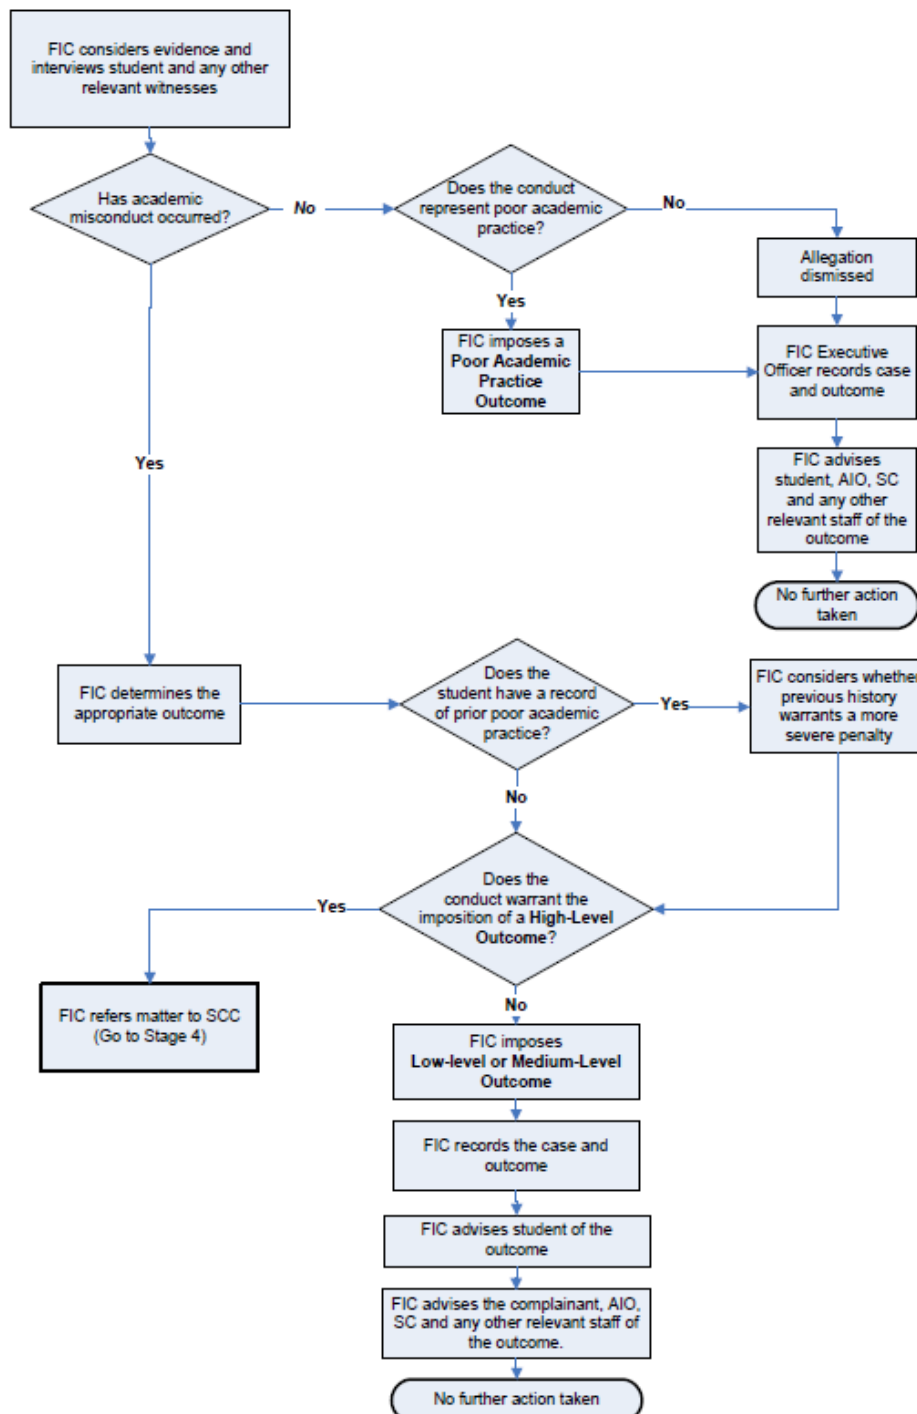 FIC considers evidence and
interviews student and any other
relevant witnesses
Has academic
misconduct occurred?
No
Does the conduct
represent poor academic
practice?
No
Allegation
dismissed
Yes
FIC imposes a
Poor Academic
Practice
Outcome
FIC Executive
Officer records case
and outcome
Yes
FIC advises
student, AIO, SC
and any other
relevant staff of the
outcome
No further action
taken
FIC determines the
appropriate outcome
Does the
student have a record
of prior poor academic
practice?
Yes
FIC considers whether
previous history
warrants a more
severe penalty
No
Does the
conduct warrant the
imposition of a High-Level
Outcome?
Yes
FIC refers matter to SCC
(Go to Stage 4)
No
FIC imposes
Low-level or Medium-Level
Outcome
FIC records the case and
outcome
FIC advises student of the
outcome
FIC advises the complainant, AIO,
SC and any other relevant staff of
the outcome.
No further action taken